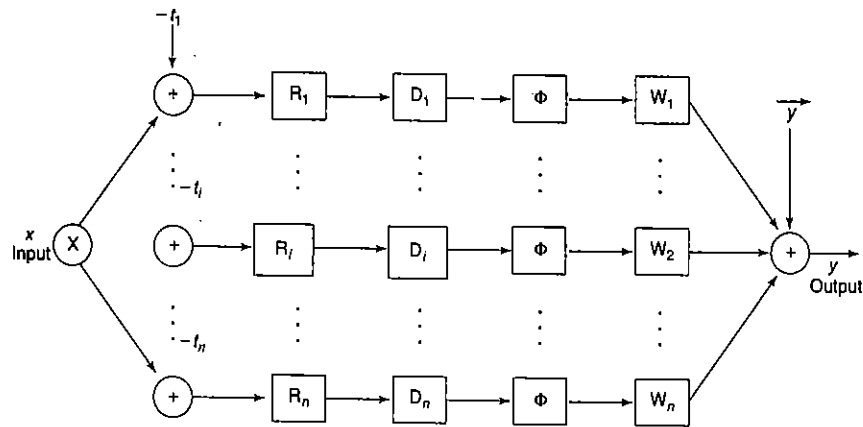 −t₁
+ R₁ D₁ Φ W₁ y
−tᵢ
x
Input
X + Rᵢ Dᵢ Φ W₂ +
y
Output
−tₙ
+ Rₙ Dₙ Φ Wₙ